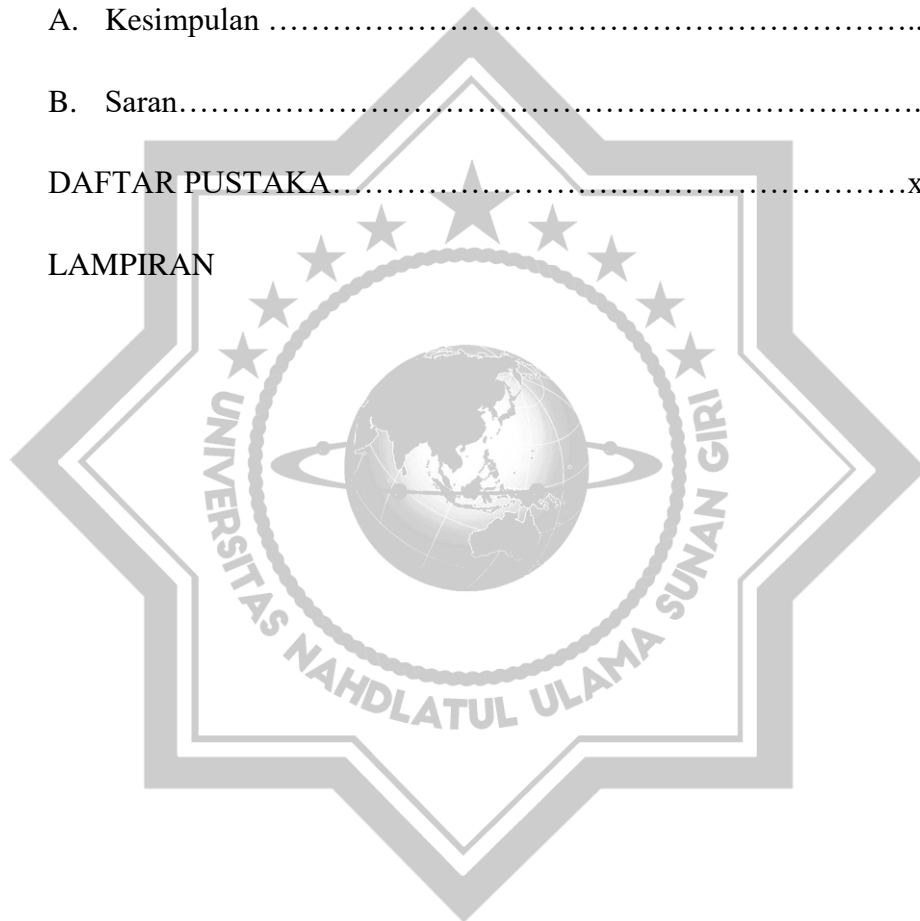 A. Kesimpulan ……………………………………………………………..
B. Saran…………………………………………………………………….
DAFTAR PUSTAKA………………………………………………x
LAMPIRAN
UNIVERSITAS NAHDLATUL ULAMA SUNAN GIRI